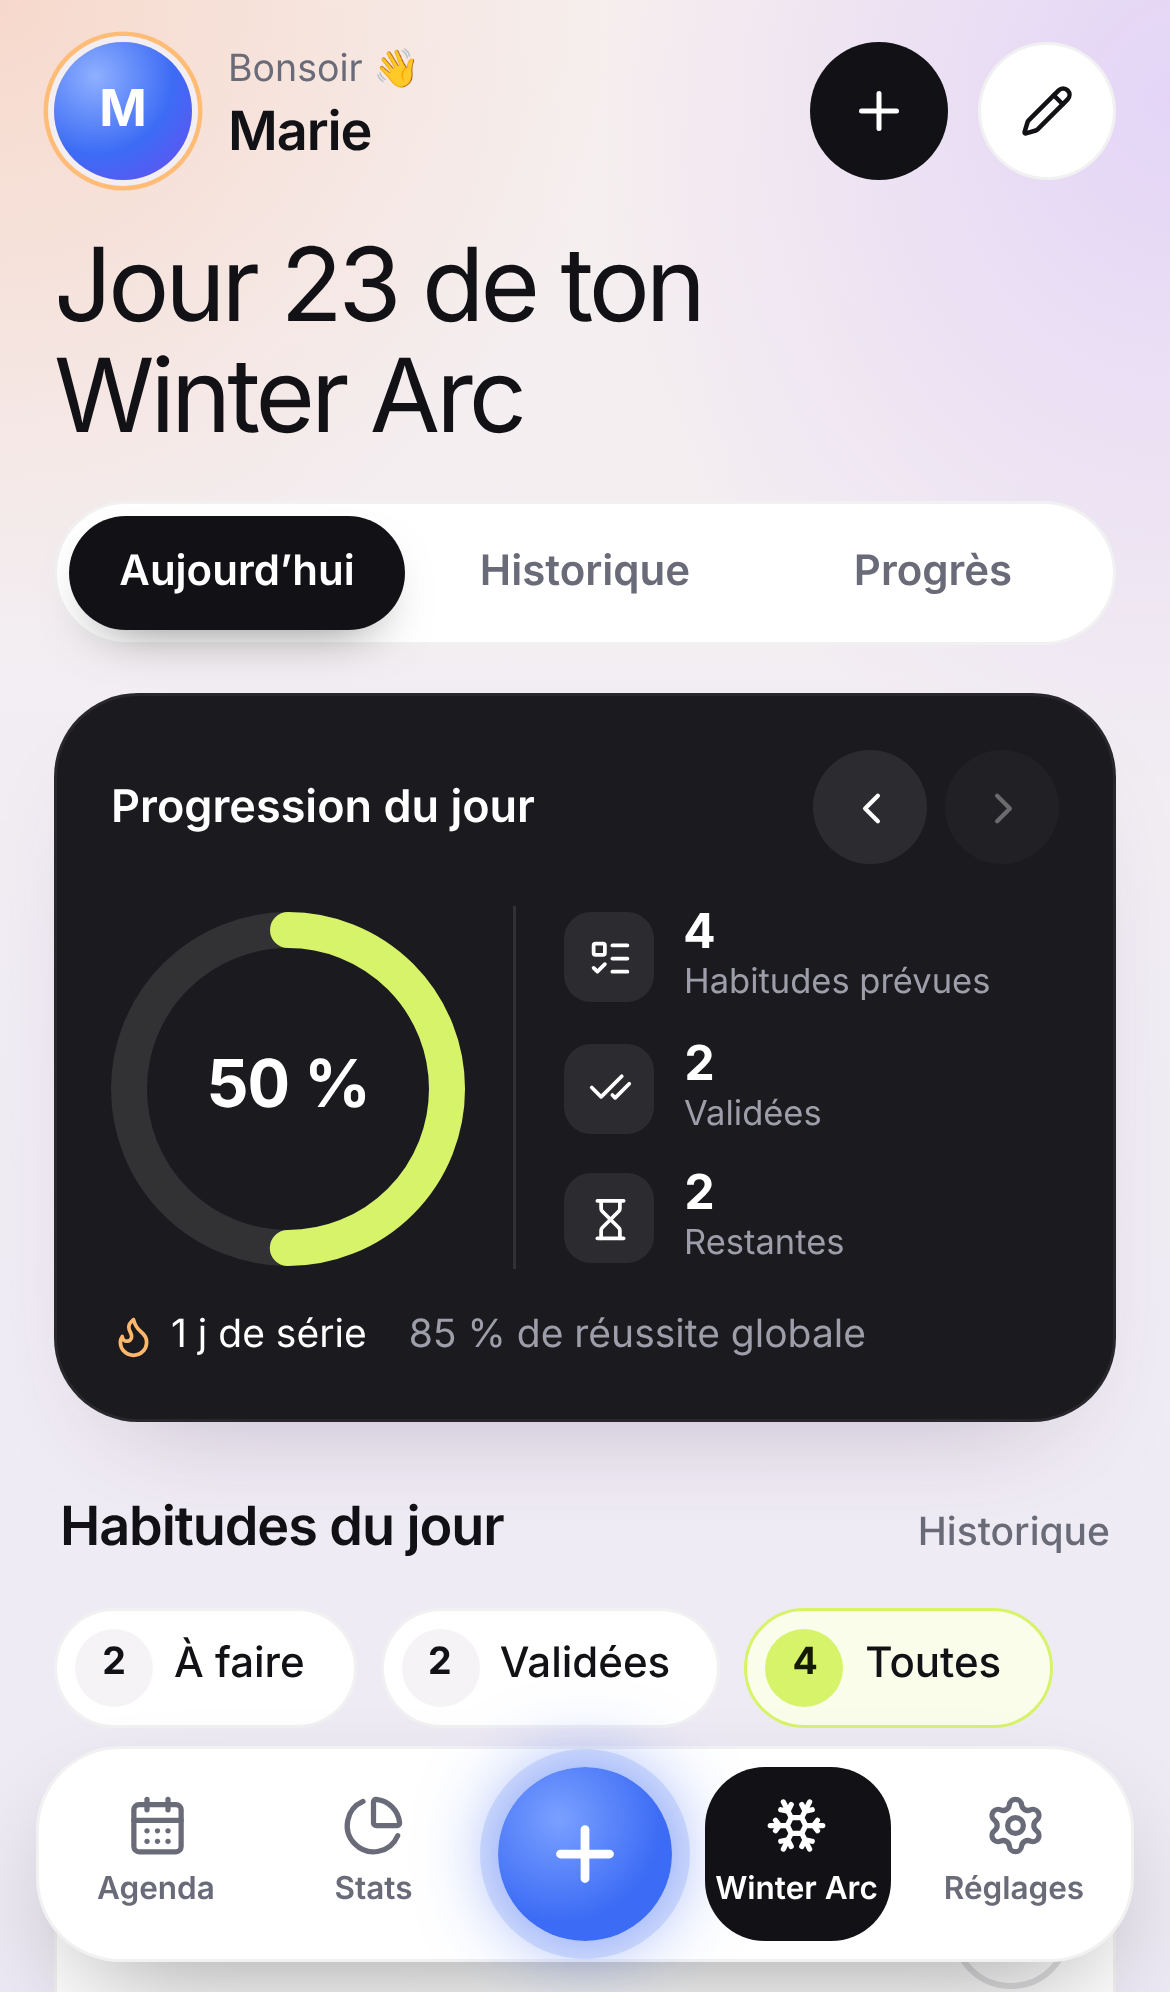 M
Bonsoir 👋
Marie
Jour 23 de ton
Winter Arc
Aujourd’hui
Historique
Progrès
Progression du jour
50 %
4
Habitudes prévues
2
Validées
2
Restantes
1 j de série
85 % de réussite globale
Habitudes du jour
Historique
2 À faire
2 Validées
4 Toutes
Agenda
Stats
Winter Arc
Réglages